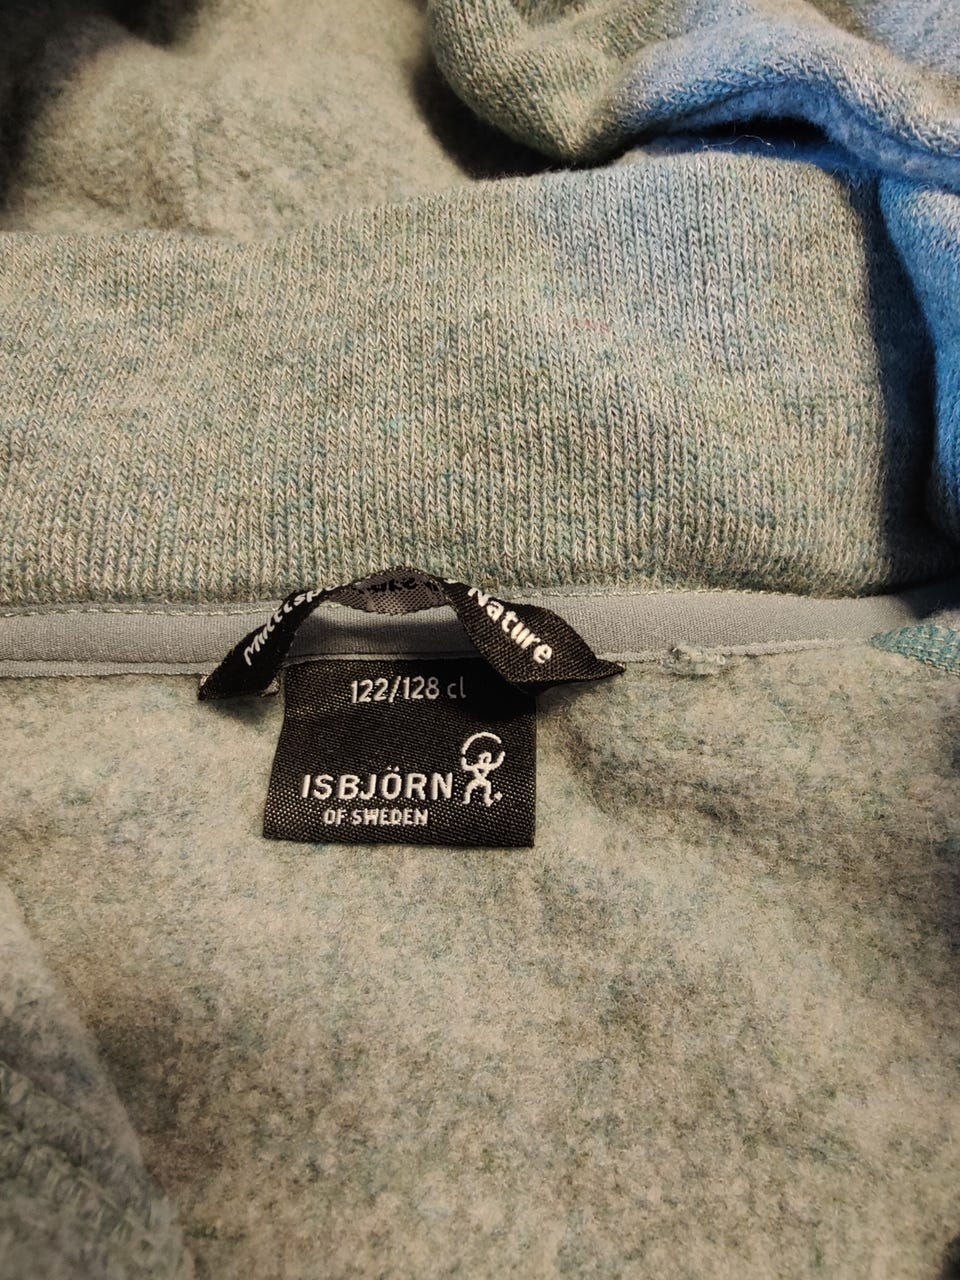 Nature
122/128 cl
ISBJÖRN
OF SWEDEN